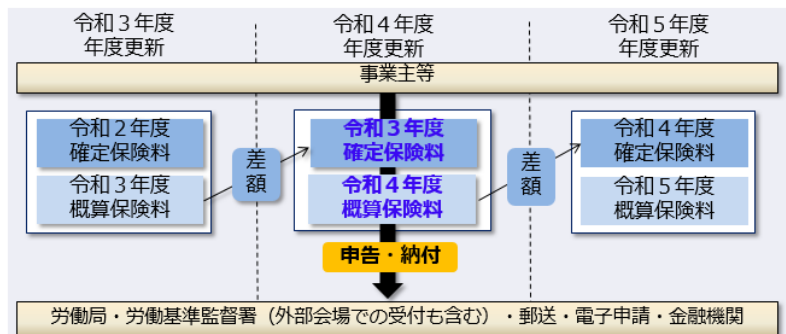 令和３年度
年度更新
令和４年度
年度更新
令和５年度
年度更新
事業主等
令和２年度
確定保険料
令和３年度
概算保険料
差
額
令和３年度
確定保険料
令和４年度
概算保険料
差
額
令和４年度
確定保険料
令和５年度
概算保険料
申告・納付
労働局・労働基準監督署（外部会場での受付も含む）・郵送・電子申請・金融機関